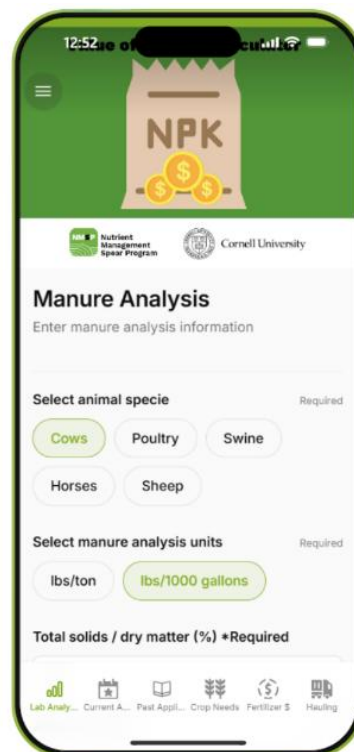 12:52
NPK
$ $ $
NMSP Nutrient Management Spear Program
Cornell University
Manure Analysis
Enter manure analysis information
Select animal specie Required
Cows Poultry Swine
Horses Sheep
Select manure analysis units Required
lbs/ton lbs/1000 gallons
Total solids / dry matter (%) *Required
Lab Analy... Current A... Past Appli... Crop Needs Fertilizer $ Hauling